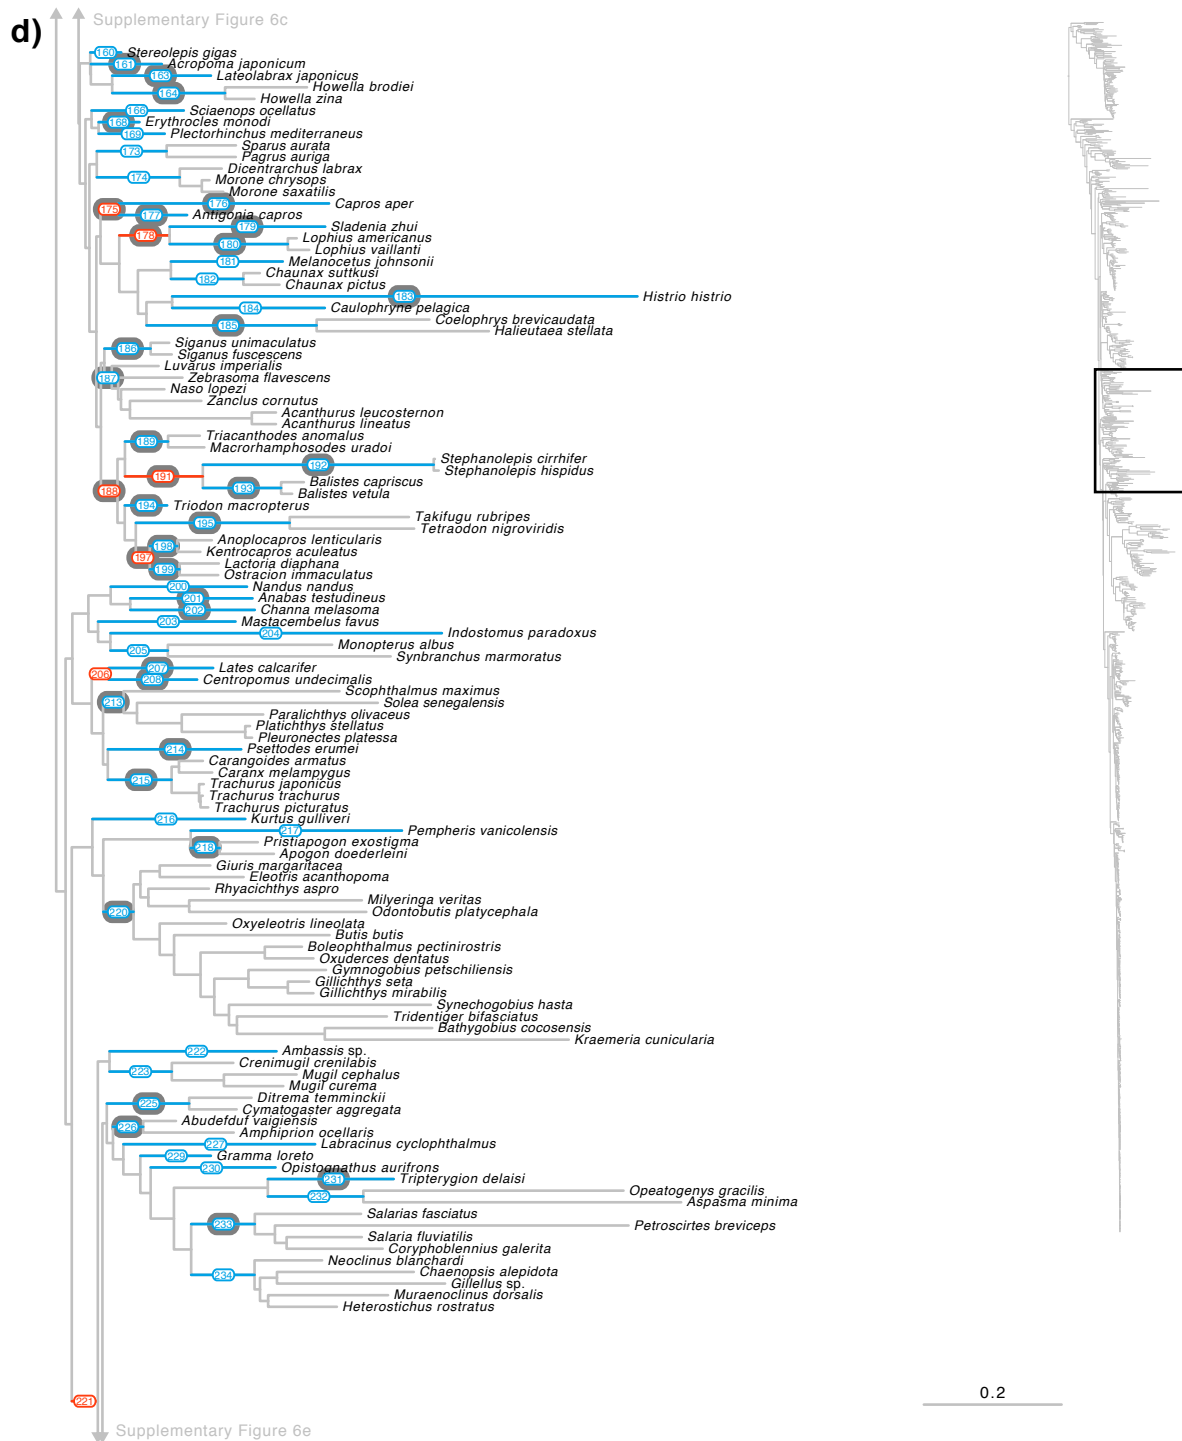 d)
Supplementary Figure 6c
160 Stereolepis gigas
161 Acropoma japonicum
163 Lateolabrax japonicus
Howella brodiei
164
Howella zina
166 Sciaenops ocellatus
168 Erythrocles monodi
169 Plectorhinchus mediterraneus
Sparus aurata
173
Pagrus auriga
Dicentrarchus labrax
174 Morone chrysops
Morone saxatilis
175 176 Capros aper
177 Antigonia capros
179 Sladenia zhui
178
Lophius americanus
180
Lophius vaillanti
181 Melanocetus johnsonii
Chaunax suttkusi
182
Chaunax pictus
183 Histrio histrio
184 Caulophryne pelagica
Coelophrys brevicaudata
185
Halieutaea stellata
Siganus unimaculatus
186
Siganus fuscescens
Luvarus imperialis
187 Zebrasoma flavescens
Naso lopezi
Zanclus cornutus
Acanthurus leucosternon
Acanthurus lineatus
Triacanthodes anomalus
189
Macrorhamphosodes uradoi
Stephanolepis cirrhifer
192
Stephanolepis hispidus
191
Balistes capriscus
193
Balistes vetula
188
194 Triodon macropterus
Takifugu rubripes
195
Tetraodon nigroviridis
Anoplocapros lenticularis
198
Kentrocapros aculeatus
197
Lactoria diaphana
199
Ostracion immaculatus
200 Nandus nandus
201 Anabas testudineus
202 Channa melasoma
203 Mastacembelus favus
204 Indostomus paradoxus
Monopterus albus
205
Synbranchus marmoratus
206 207 Lates calcarifer
208 Centropomus undecimalis
Scophthalmus maximus
213 Solea senegalensis
Paralichthys olivaceus
Platichthys stellatus
Pleuronectes platessa
214 Psettodes erumei
Carangoides armatus
Caranx melampygus
215
Trachurus japonicus
Trachurus trachurus
Trachurus picturatus
216 Kurtus gulliveri
217 Pempheris vanicolensis
Pristiapogon exostigma
218
Apogon doederleini
Giuris margaritacea
Eleotris acanthopoma
Rhyacichthys aspro
Milyeringa veritas
220 Odontobutis platycephala
Oxyeleotris lineolata
Butis butis
Boleophthalmus pectinirostris
Oxuderces dentatus
Gymnogobius petschiliensis
Gillichthys seta
Gillichthys mirabilis
Synechogobius hasta
Tridentiger bifasciatus
Bathygobius cocosensis
Kraemeria cunicularia
222 Ambassis sp.
Crenimugil crenilabis
223
Mugil cephalus
Mugil curema
Ditrema temminckii
225
Cymatogaster aggregata
Abudefduf vaigiensis
226
Amphiprion ocellaris
227 Labracinus cyclophthalmus
229 Gramma loreto
230 Opistognathus aurifrons
231 Tripterygion delaisi
Opeatogenys gracilis
232
Aspasma minima
Salarias fasciatus
233
Petroscirtes breviceps
Salaria fluviatilis
Coryphoblennius galerita
Neoclinus blanchardi
234 Chaenopsis alepidota
Gillellus sp.
Muraenoclinus dorsalis
Heterostichus rostratus
0.2
221
Supplementary Figure 6e